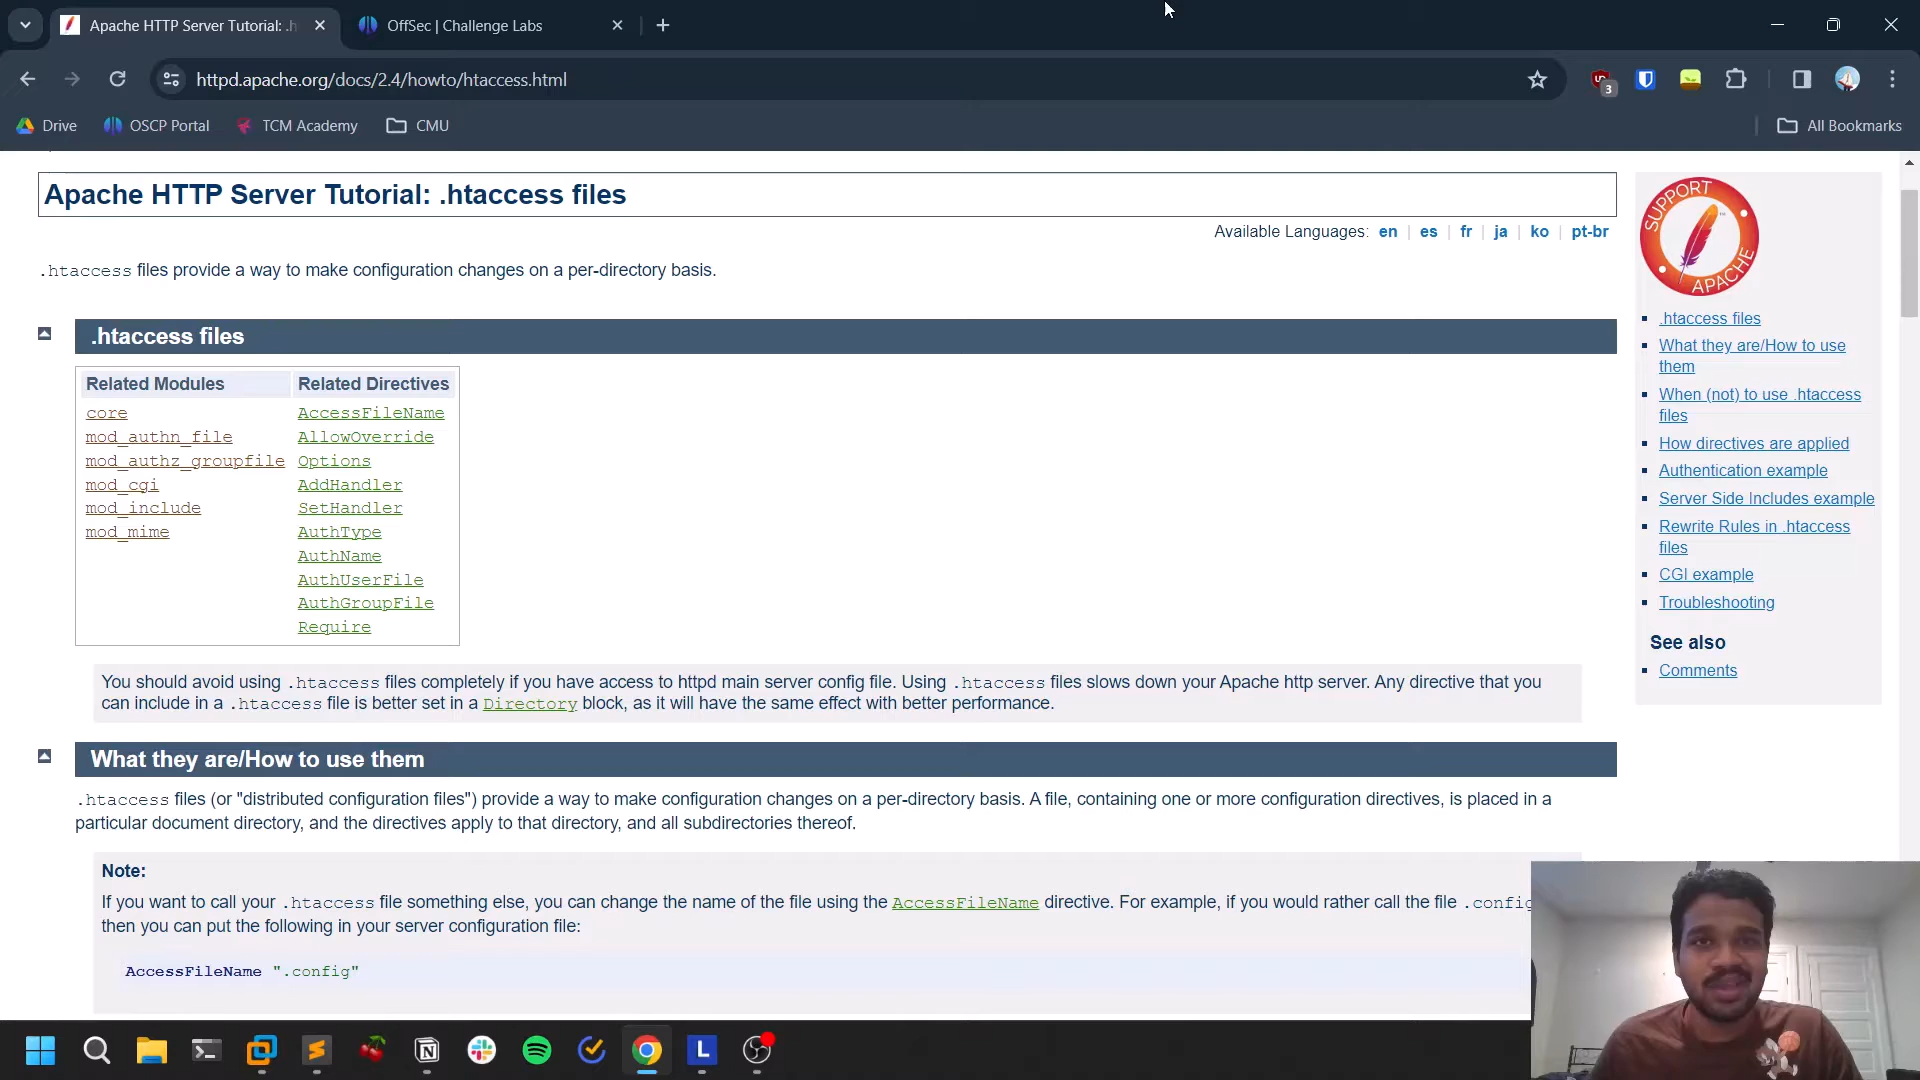 Apache HTTP Server Tutorial: .h
OffSec | Challenge Labs
httpd.apache.org/docs/2.4/howto/htaccess.html
3
Drive
OSCP Portal
TCM Academy
CMU
All Bookmarks
Apache HTTP Server Tutorial: .htaccess files
Available Languages: en | es | fr | ja | ko | pt-br
.htaccess files provide a way to make configuration changes on a per-directory basis.
.htaccess files
Related Modules Related Directives
core AccessFileName
mod_authn_file AllowOverride
mod_authz_groupfile Options
mod_cgi AddHandler
mod_include SetHandler
mod_mime AuthType
AuthName
AuthUserFile
AuthGroupFile
Require
You should avoid using .htaccess files completely if you have access to httpd main server config file. Using .htaccess files slows down your Apache http server. Any directive that you
can include in a .htaccess file is better set in a Directory block, as it will have the same effect with better performance.
What they are/How to use them
.htaccess files (or "distributed configuration files") provide a way to make configuration changes on a per-directory basis. A file, containing one or more configuration directives, is placed in a
particular document directory, and the directives apply to that directory, and all subdirectories thereof.
Note:
If you want to call your .htaccess file something else, you can change the name of the file using the AccessFileName directive. For example, if you would rather call the file .config
then you can put the following in your server configuration file:
AccessFileName ".config"
SUPPORT
APACHE
.htaccess files
What they are/How to use
them
When (not) to use .htaccess
files
How directives are applied
Authentication example
Server Side Includes example
Rewrite Rules in .htaccess
files
CGI example
Troubleshooting
See also
Comments
L